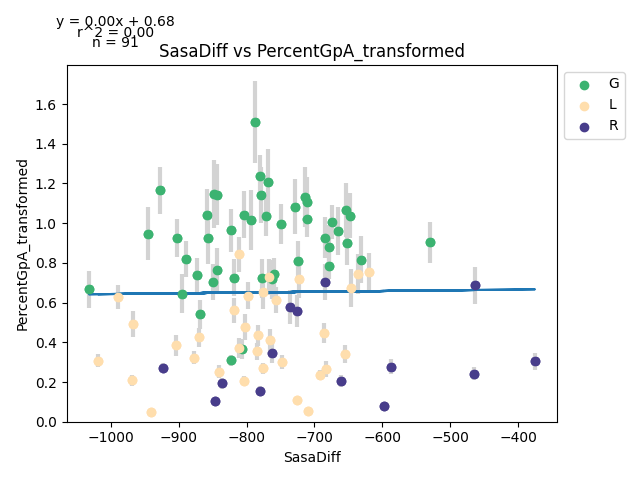 y = 0.00x + 0.68
r^2 = 0.00
n = 91
SasaDiff vs PercentGpA_transformed
G
L
R
PercentGpA_transformed
1.6
1.4
1.2
1.0
0.8
0.6
0.4
0.2
0.0
−1000 −900 −800 −700 −600 −500 −400
SasaDiff